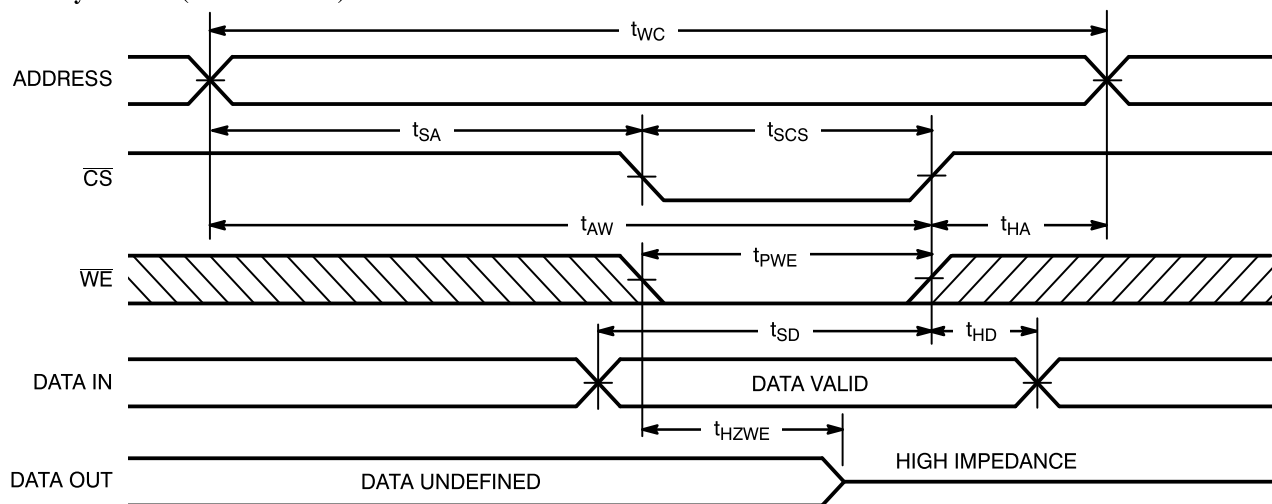 tWC
ADDRESS
tSA
tSCS
CS
tAW
tHA
tPWE
WE
tSD
tHD
DATA IN
DATA VALID
tHZWE
HIGH IMPEDANCE
DATA OUT
DATA UNDEFINED